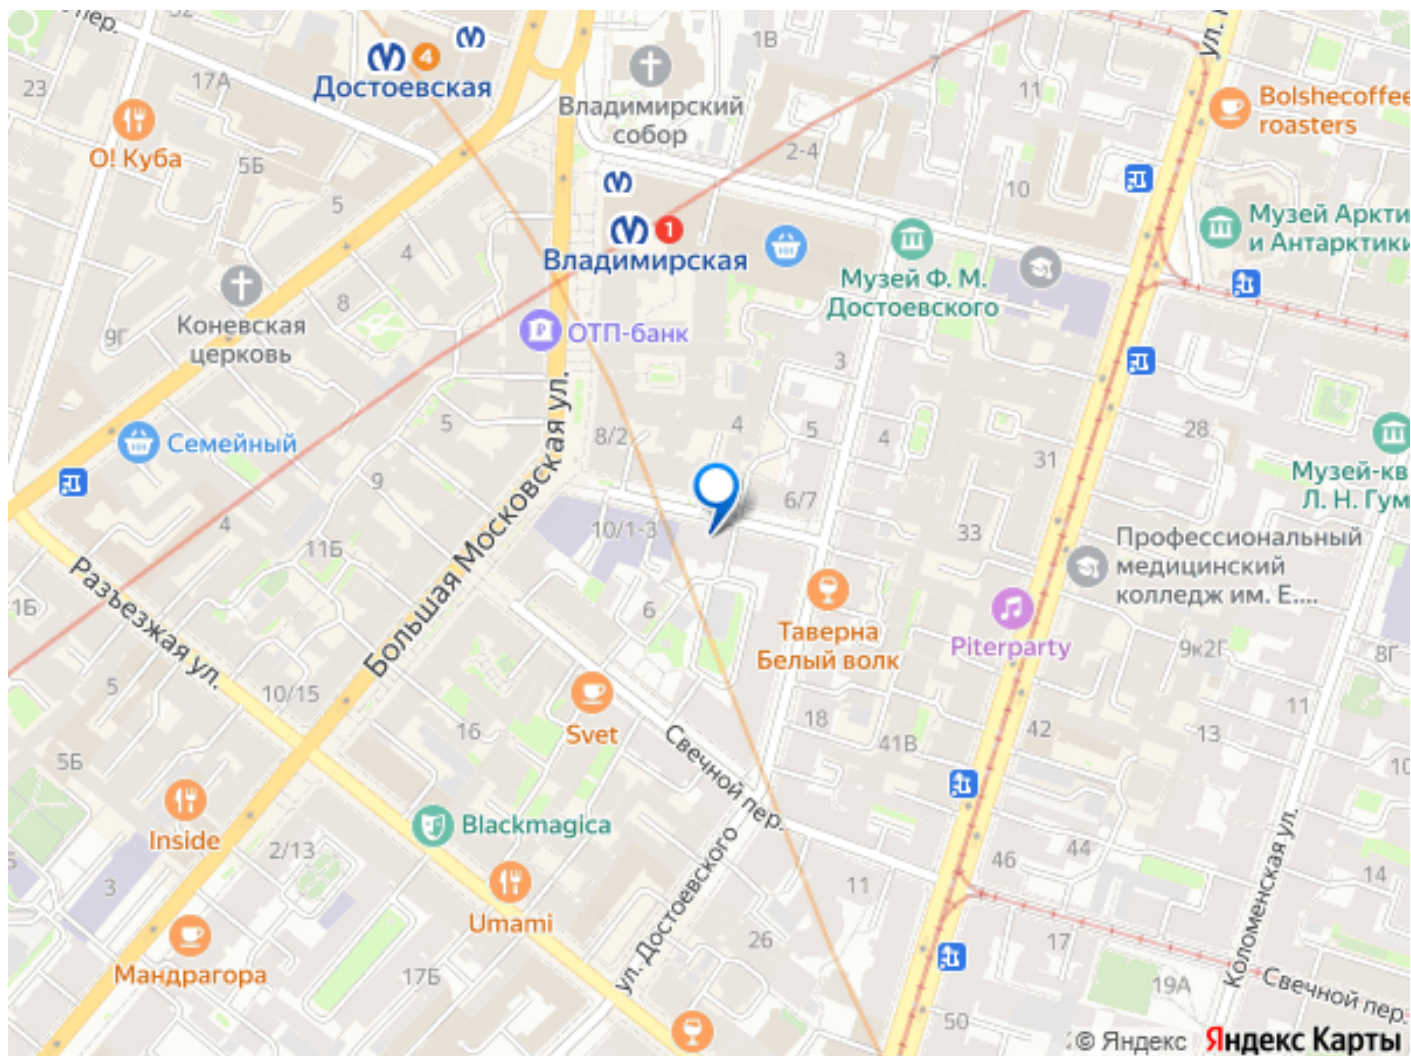 пер.
23
17А
4
Достоевская
О! Куба
5Б
5
4
1В
Владимирский
собор
2-4
7
11
10
ул.
Bolshecoffee
roasters
1
Владимирская
Музей Ф. М.
Достоевского
Музей Аркти
и Антарктики
Коневская
церковь
9Г
8
ОТП-банк
3
Семейный
5
9
4
11Б
8/2
4
5
4
31
28
Музей-кв
Л. Н. Гум
6/7
10/1-3
33
Профессиональный
медицинский
колледж им. Е....
Большая Московская ул.
Разъезжая ул.
1Б
5
10/15
6
Таверна
Белый волк
Piterparty
9к2Г
8Г
11
16
Svet
18
41В
42
13
10
5Б
Свечной пер.
Inside
Blackmagica
2/13
3
Umami
ул. Достоевского
11
46
44
14
Коломенская ул.
Мандрагора
17Б
26
17
19А
Свечной пер.
50
© Яндекс Яндекс Карты